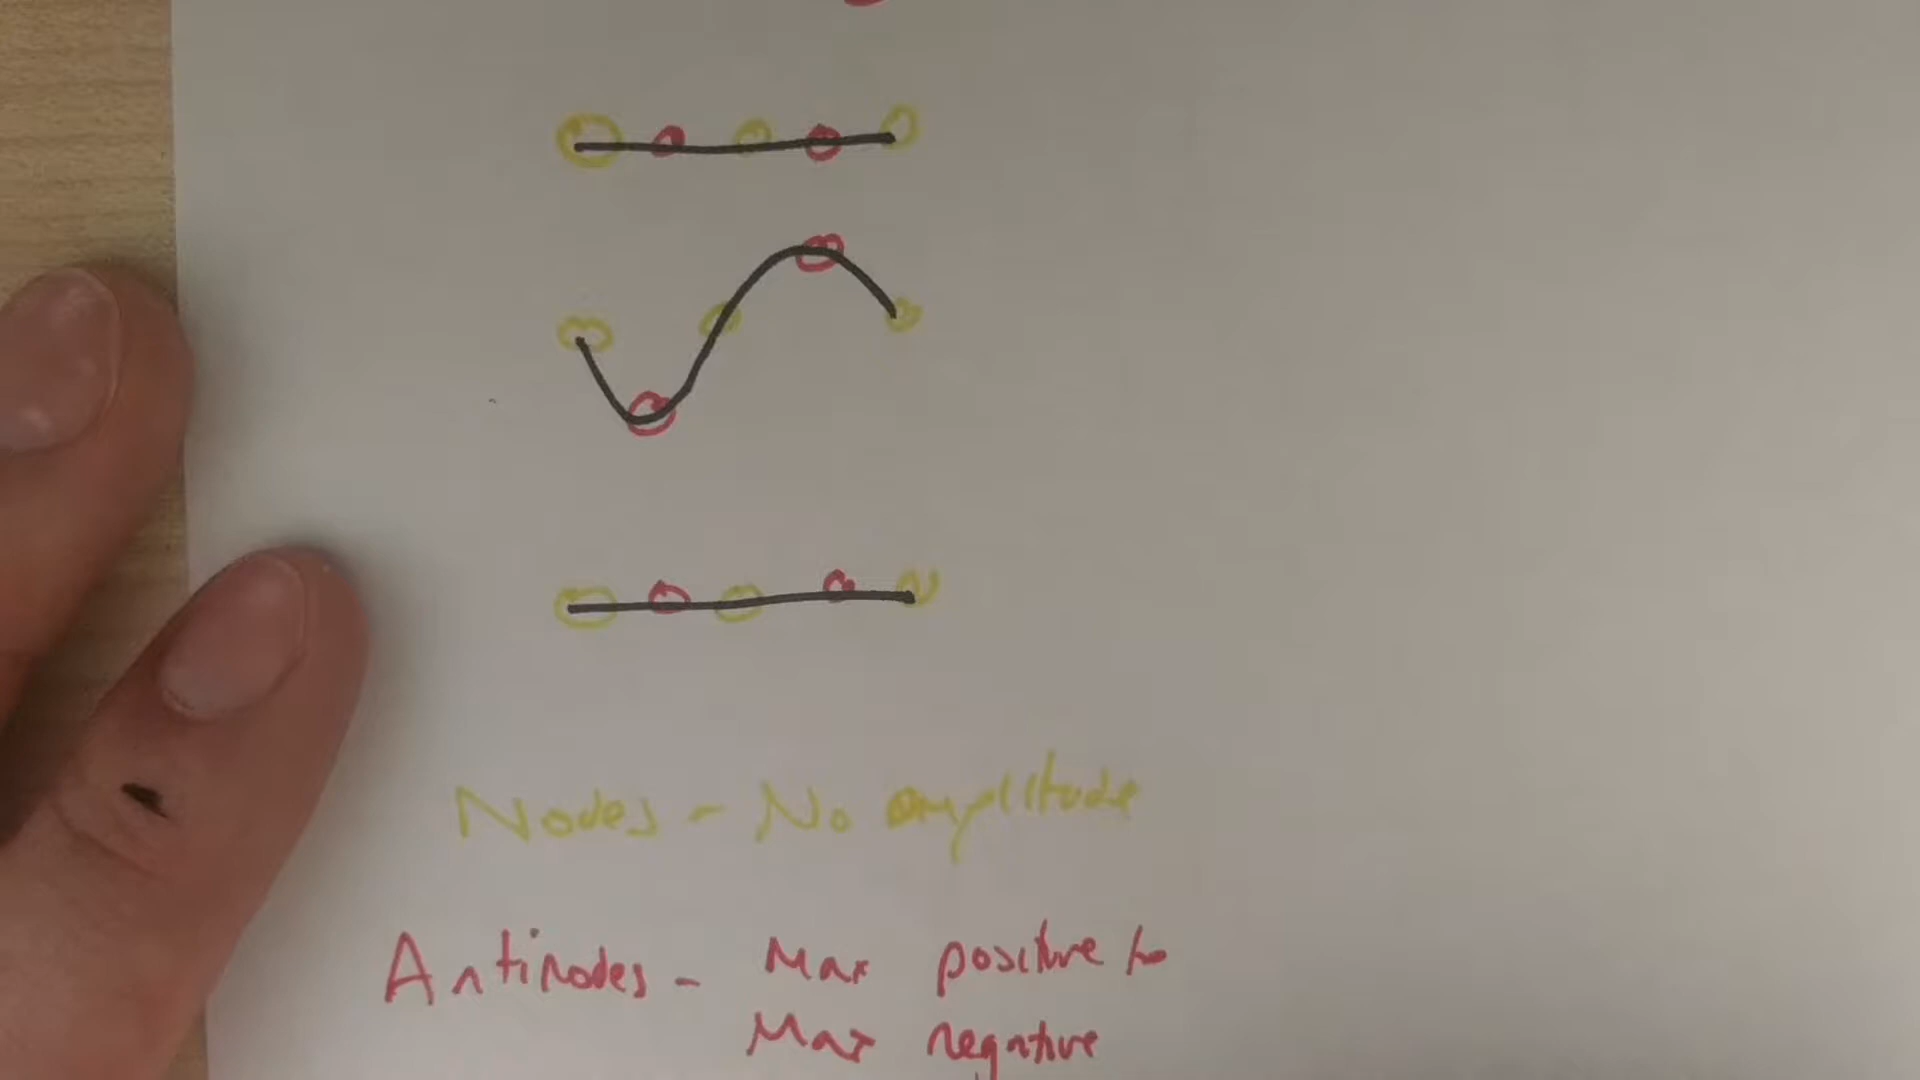 Nodes - No amplitude
Antinodes - Max positive to
Max negative